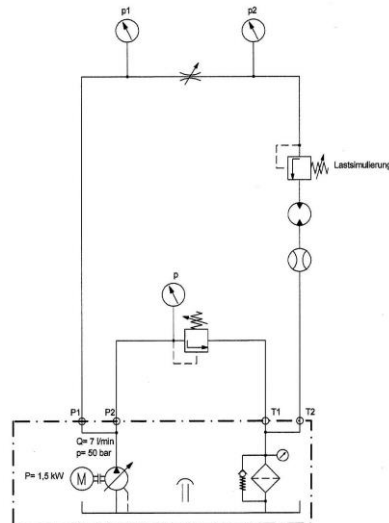 p1
p2
Lastsimulierung
p
P1
P2
T1
T2
Q= 7 l/min
p= 50 bar
P= 1,5 kW
M